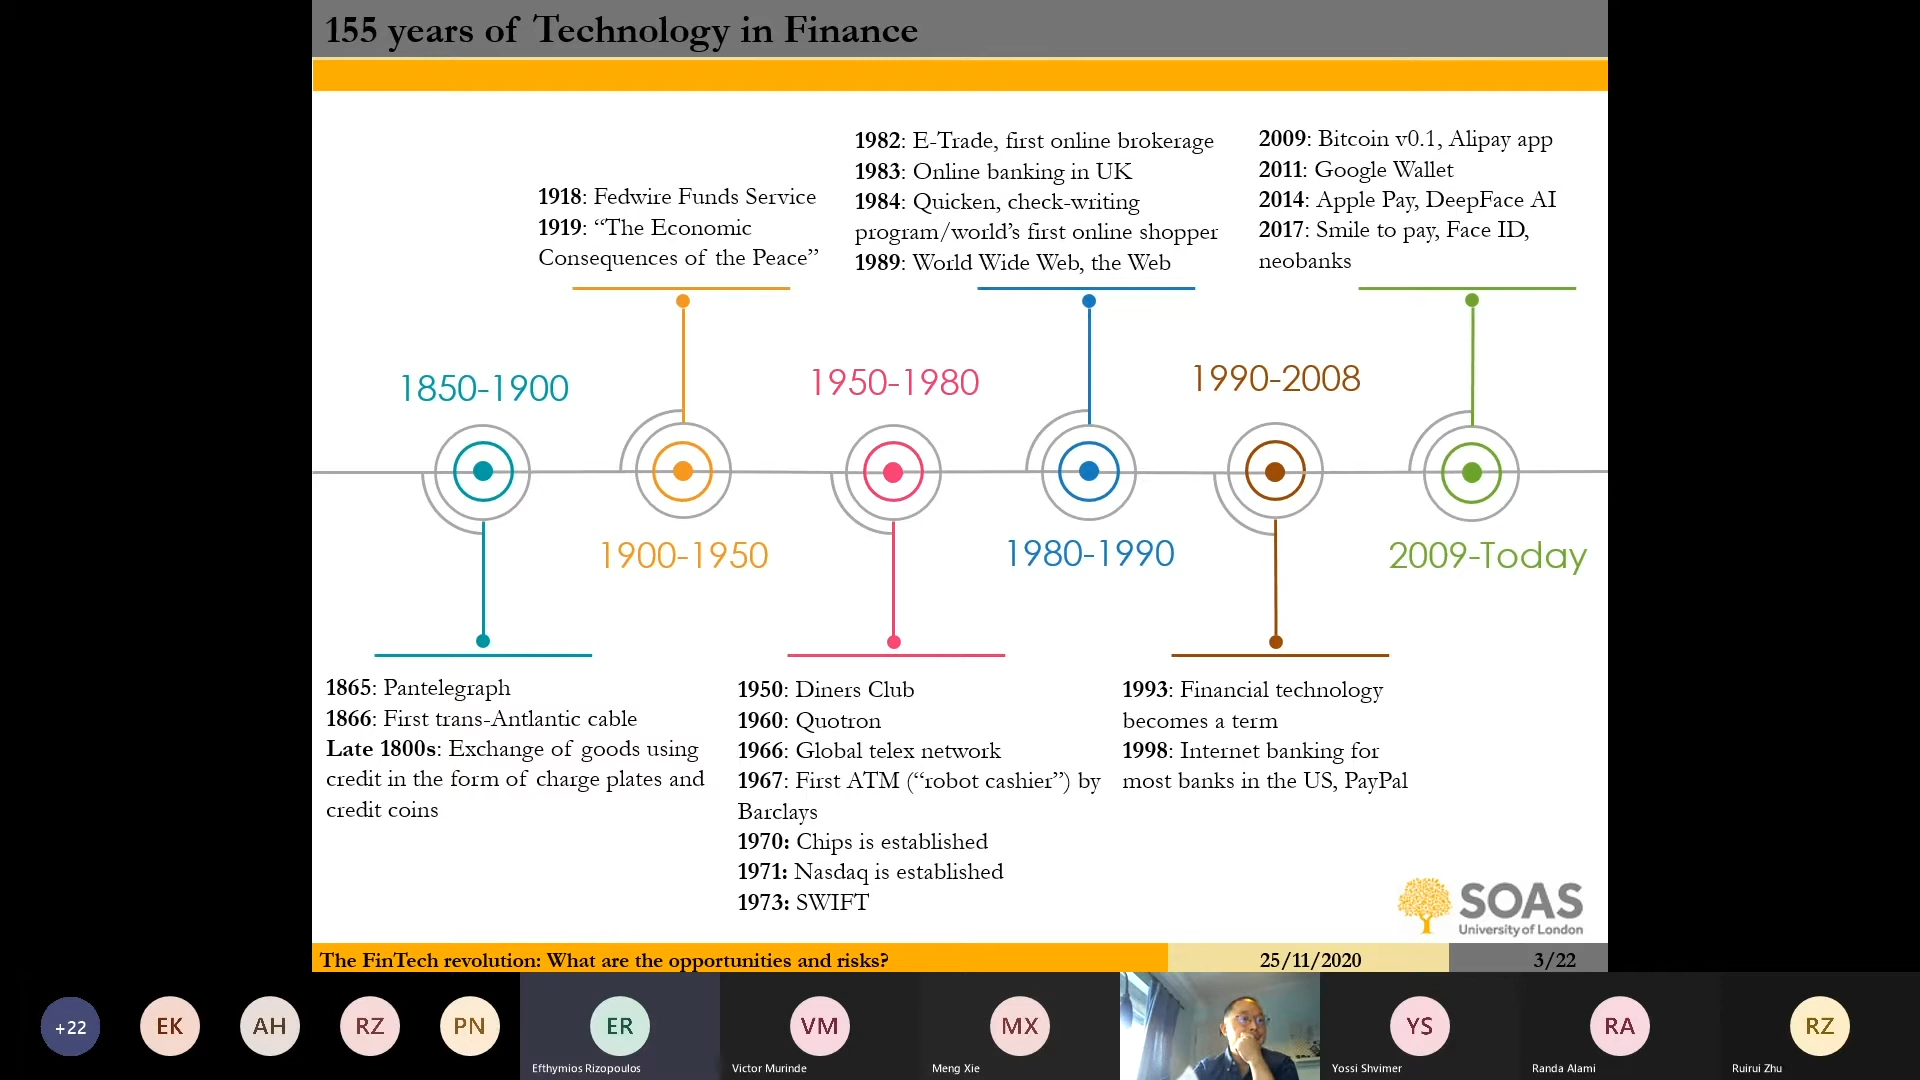 155 years of Technology in Finance
1982: E-Trade, first online brokerage
1983: Online banking in UK
1984: Quicken, check-writing
program/world's first online shopper
1989: World Wide Web, the Web
2009: Bitcoin v0.1, Alipay app
2011: Google Wallet
2014: Apple Pay, DeepFace AI
2017: Smile to pay, Face ID,
neobanks
1918: Fedwire Funds Service
1919: “The Economic
Consequences of the Peace”
1850-1900
1950-1980
1990-2008
1900-1950
1980-1990
2009-Today
1865: Pantelegraph
1866: First trans-Antlantic cable
Late 1800s: Exchange of goods using
credit in the form of charge plates and
credit coins
1950: Diners Club
1960: Quotron
1966: Global telex network
1967: First ATM (“robot cashier”) by
Barclays
1970: Chips is established
1971: Nasdaq is established
1973: SWIFT
1993: Financial technology
becomes a term
1998: Internet banking for
most banks in the US, PayPal
SOAS
University of London
The FinTech revolution: What are the opportunities and risks?
25/11/2020
3/22
+22
EK
AH
RZ
PN
ER
VM
MX
YS
RA
RZ
Efthymios Rizopoulos
Victor Murinde
Meng Xie
Yossi Shvimer
Randa Alami
Ruirui Zhu